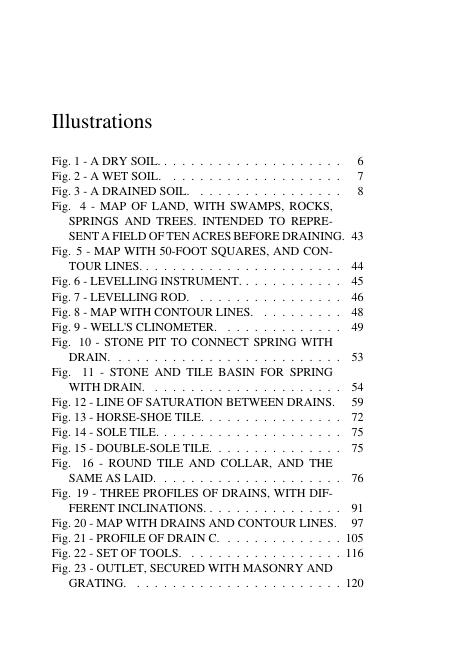 Illustrations
Fig. 1 - A DRY SOIL. . . . . . . . . . . . . . . . . . . . . 6
Fig. 2 - A WET SOIL. . . . . . . . . . . . . . . . . . . . 7
Fig. 3 - A DRAINED SOIL. . . . . . . . . . . . . . . . . . 8
Fig. 4 - MAP OF LAND, WITH SWAMPS, ROCKS,
SPRINGS AND TREES. INTENDED TO REPRE-
SENT A FIELD OF TEN ACRES BEFORE DRAINING. 43
Fig. 5 - MAP WITH 50-FOOT SQUARES, AND CON-
TOUR LINES. . . . . . . . . . . . . . . . . . . . . . . 44
Fig. 6 - LEVELLING INSTRUMENT. . . . . . . . . . . . . 45
Fig. 7 - LEVELLING ROD. . . . . . . . . . . . . . . . . . 46
Fig. 8 - MAP WITH CONTOUR LINES. . . . . . . . . . . . 48
Fig. 9 - WELL'S CLINOMETER. . . . . . . . . . . . . . . 49
Fig. 10 - STONE PIT TO CONNECT SPRING WITH
DRAIN. . . . . . . . . . . . . . . . . . . . . . . . . . 53
Fig. 11 - STONE AND TILE BASIN FOR SPRING
WITH DRAIN. . . . . . . . . . . . . . . . . . . . . . 54
Fig. 12 - LINE OF SATURATION BETWEEN DRAINS. 59
Fig. 13 - HORSE-SHOE TILE. . . . . . . . . . . . . . . . . 72
Fig. 14 - SOLE TILE. . . . . . . . . . . . . . . . . . . . . 75
Fig. 15 - DOUBLE-SOLE TILE. . . . . . . . . . . . . . . . 75
Fig. 16 - ROUND TILE AND COLLAR, AND THE
SAME AS LAID. . . . . . . . . . . . . . . . . . . . . . 76
Fig. 19 - THREE PROFILES OF DRAINS, WITH DIF-
FERENT INCLINATIONS. . . . . . . . . . . . . . . . . 91
Fig. 20 - MAP WITH DRAINS AND CONTOUR LINES. 97
Fig. 21 - PROFILE OF DRAIN C. . . . . . . . . . . . . . . 105
Fig. 22 - SET OF TOOLS. . . . . . . . . . . . . . . . . . . 116
Fig. 23 - OUTLET, SECURED WITH MASONRY AND
GRATING. . . . . . . . . . . . . . . . . . . . . . . . 120